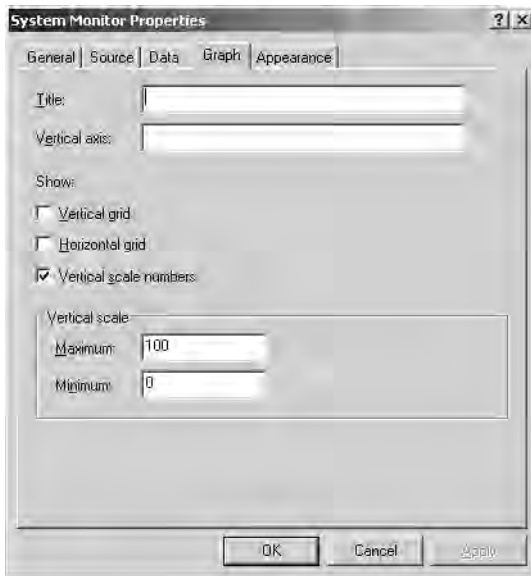 System Monitor Properties ? X
General Source Data Graph Appearance
Title:
Vertical axis:
Show:
Vertical grid
Horizontal grid
Vertical scale numbers
Vertical scale
Maximum: 100
Minimum: 0
OK Cancel Apply